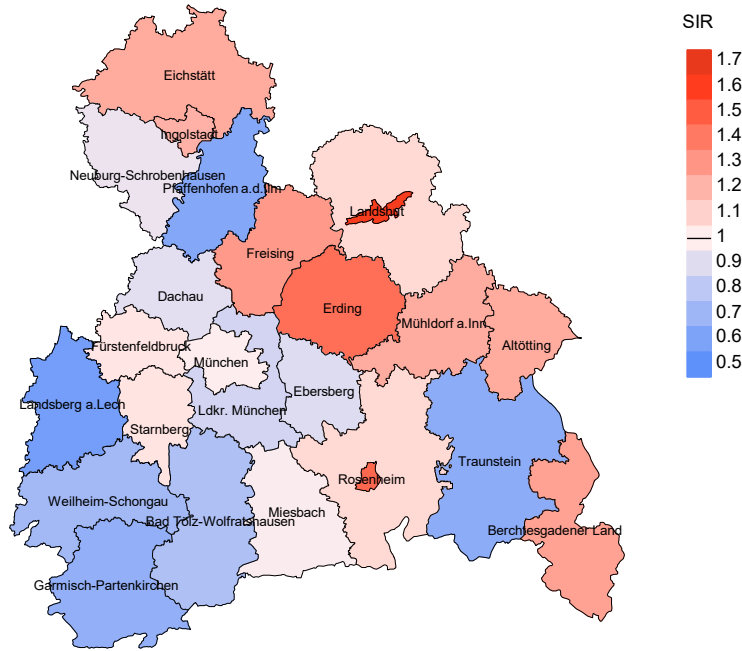 SIR
1.7
1.6
1.5
1.4
1.3
1.2
1.1
1
0.9
0.8
0.7
0.6
0.5
Eichstätt
Ingolstadt
Neuburg-Schrobenhausen
Pfaffenhofen a.d.Ilm
Landshut
Freising
Dachau
Erding
Mühldorf a.Inn
Altötting
Fürstenfeldbruck
München
Ebersberg
Landsberg a.Lech
Ldkr. München
Starnberg
Traunstein
Rosenheim
Weilheim-Schongau
Miesbach
Bad Tölz-Wolfratshausen
Berchtesgadener Land
Garmisch-Partenkirchen